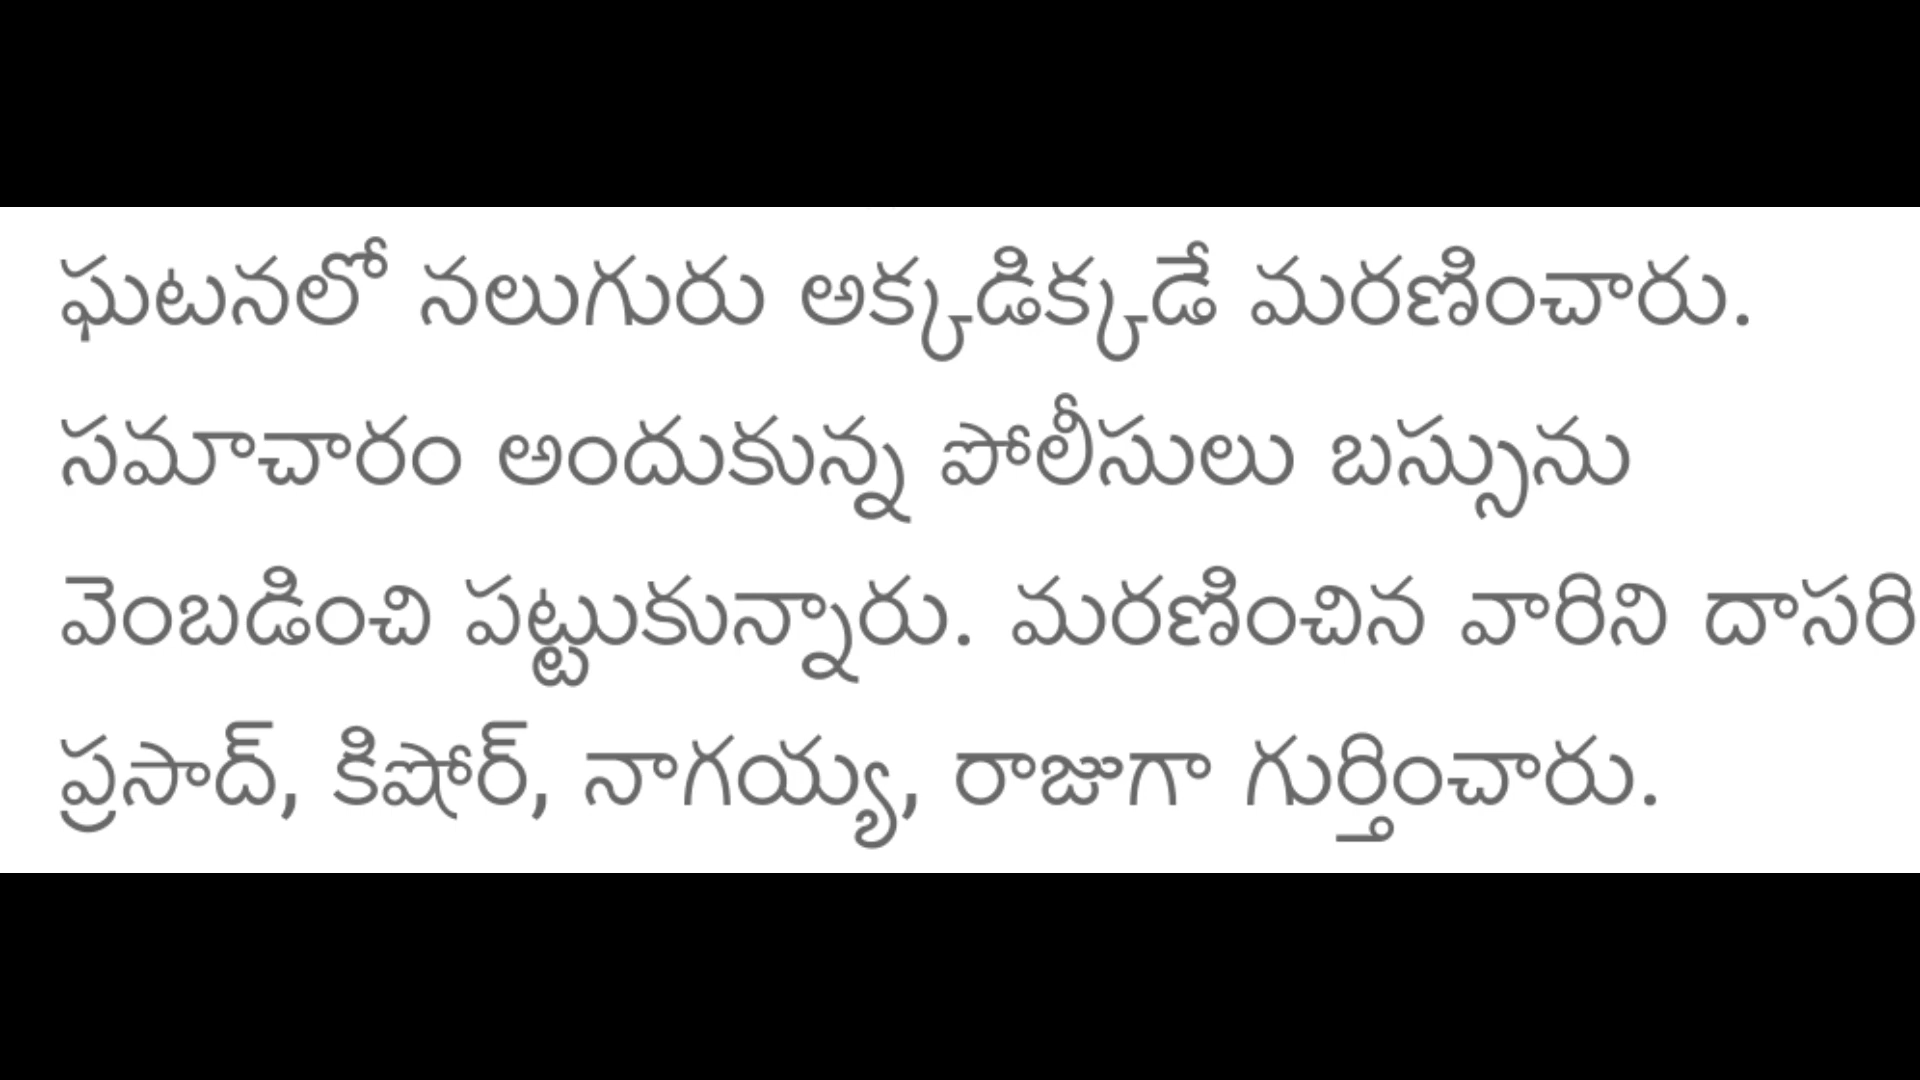 ఘటనలో నలుగురు అక్కడిక్కడే మరణించారు.
సమాచారం అందుకున్న పోలీసులు బస్సును
వెంబడించి పట్టుకున్నారు. మరణించిన వారిని దాసరి
ప్రసాద్, కిషోర్, నాగయ్య, రాజుగా గుర్తించారు.